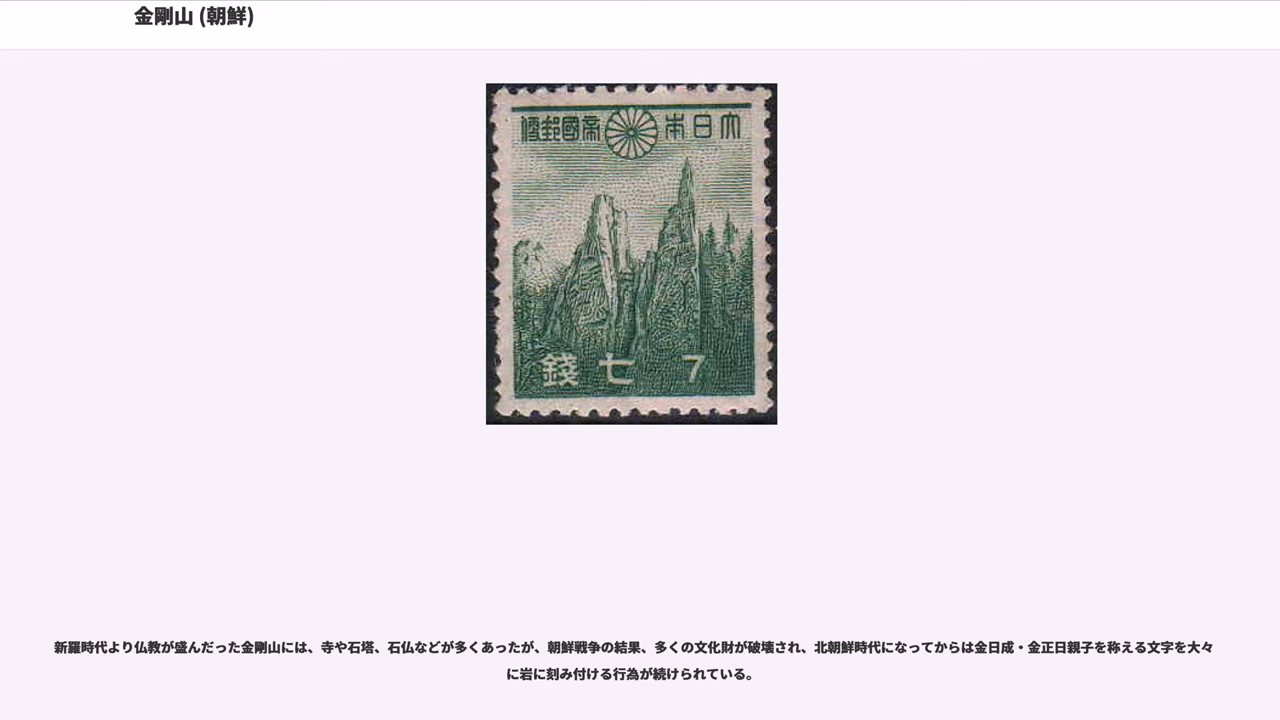 金剛山 (朝鮮)
便郵國帝 本日大
錢 七 7
新羅時代より仏教が盛んだった金剛山には、寺や石塔、石仏などが多くあったが、朝鮮戦争の結果、多くの文化財が破壊され、北朝鮮時代になってからは金日成・金正日親子を称える文字を大々
に岩に刻み付ける行為が続けられている。